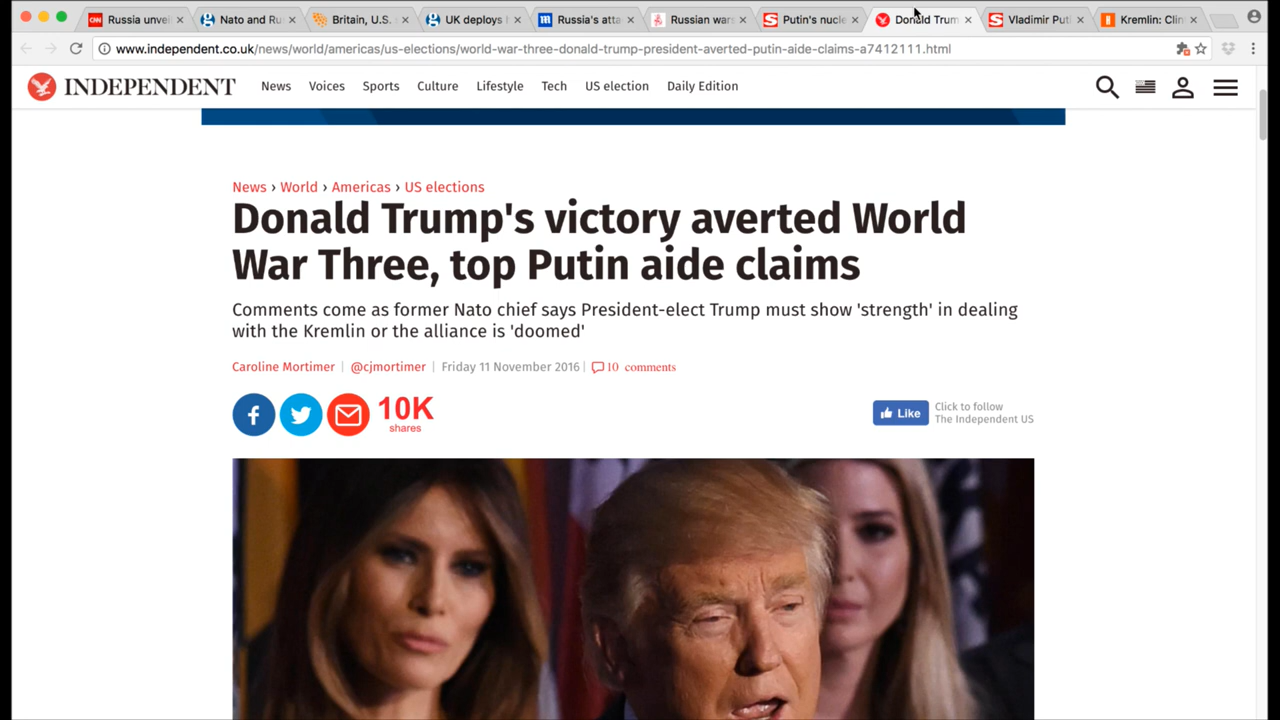 Russia unvei
Nato and Ru
Britain, U.S.
UK deploys
Russia's atta
Russian wars
Putin's nucle
Donald Trum
Vladimir Puti
Kremlin: Clin
www.independent.co.uk/news/world/americas/us-elections/world-war-three-donald-trump-president-averted-putin-aide-claims-a7412111.html
INDEPENDENT
News Voices Sports Culture Lifestyle Tech US election Daily Edition
News › World › Americas › US elections
Donald Trump's victory averted World
War Three, top Putin aide claims
Comments come as former Nato chief says President-elect Trump must show 'strength' in dealing
with the Kremlin or the alliance is 'doomed'
Caroline Mortimer | @cjmortimer | Friday 11 November 2016 | 10 comments
10K
shares
Like
Click to follow
The Independent US